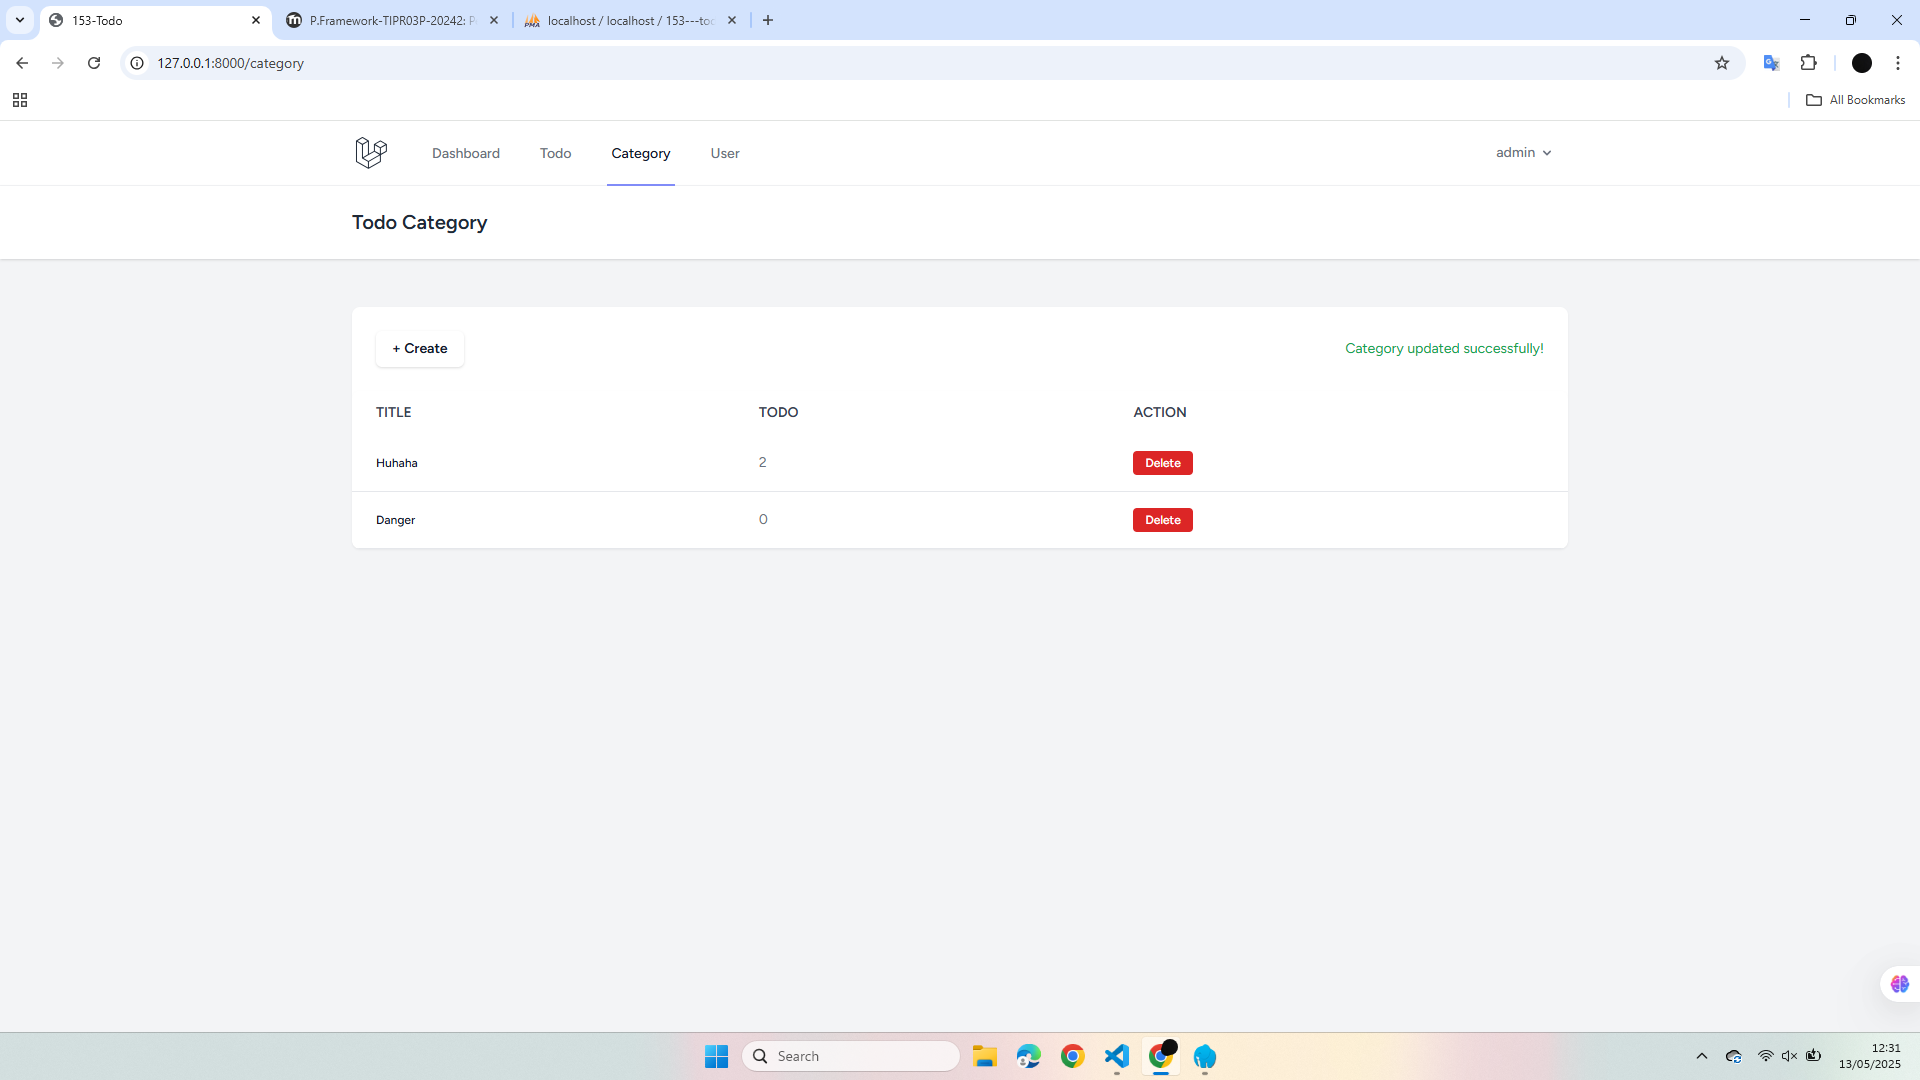 153-Todo
P.Framework-TIPR03P-20242: P
localhost / localhost / 153---to
127.0.0.1:8000/category
All Bookmarks
Dashboard Todo Category User admin
Todo Category
+ Create Category updated successfully!
TITLE TODO ACTION
Huhaha 2 Delete
Danger 0 Delete
Search
12:31
13/05/2025